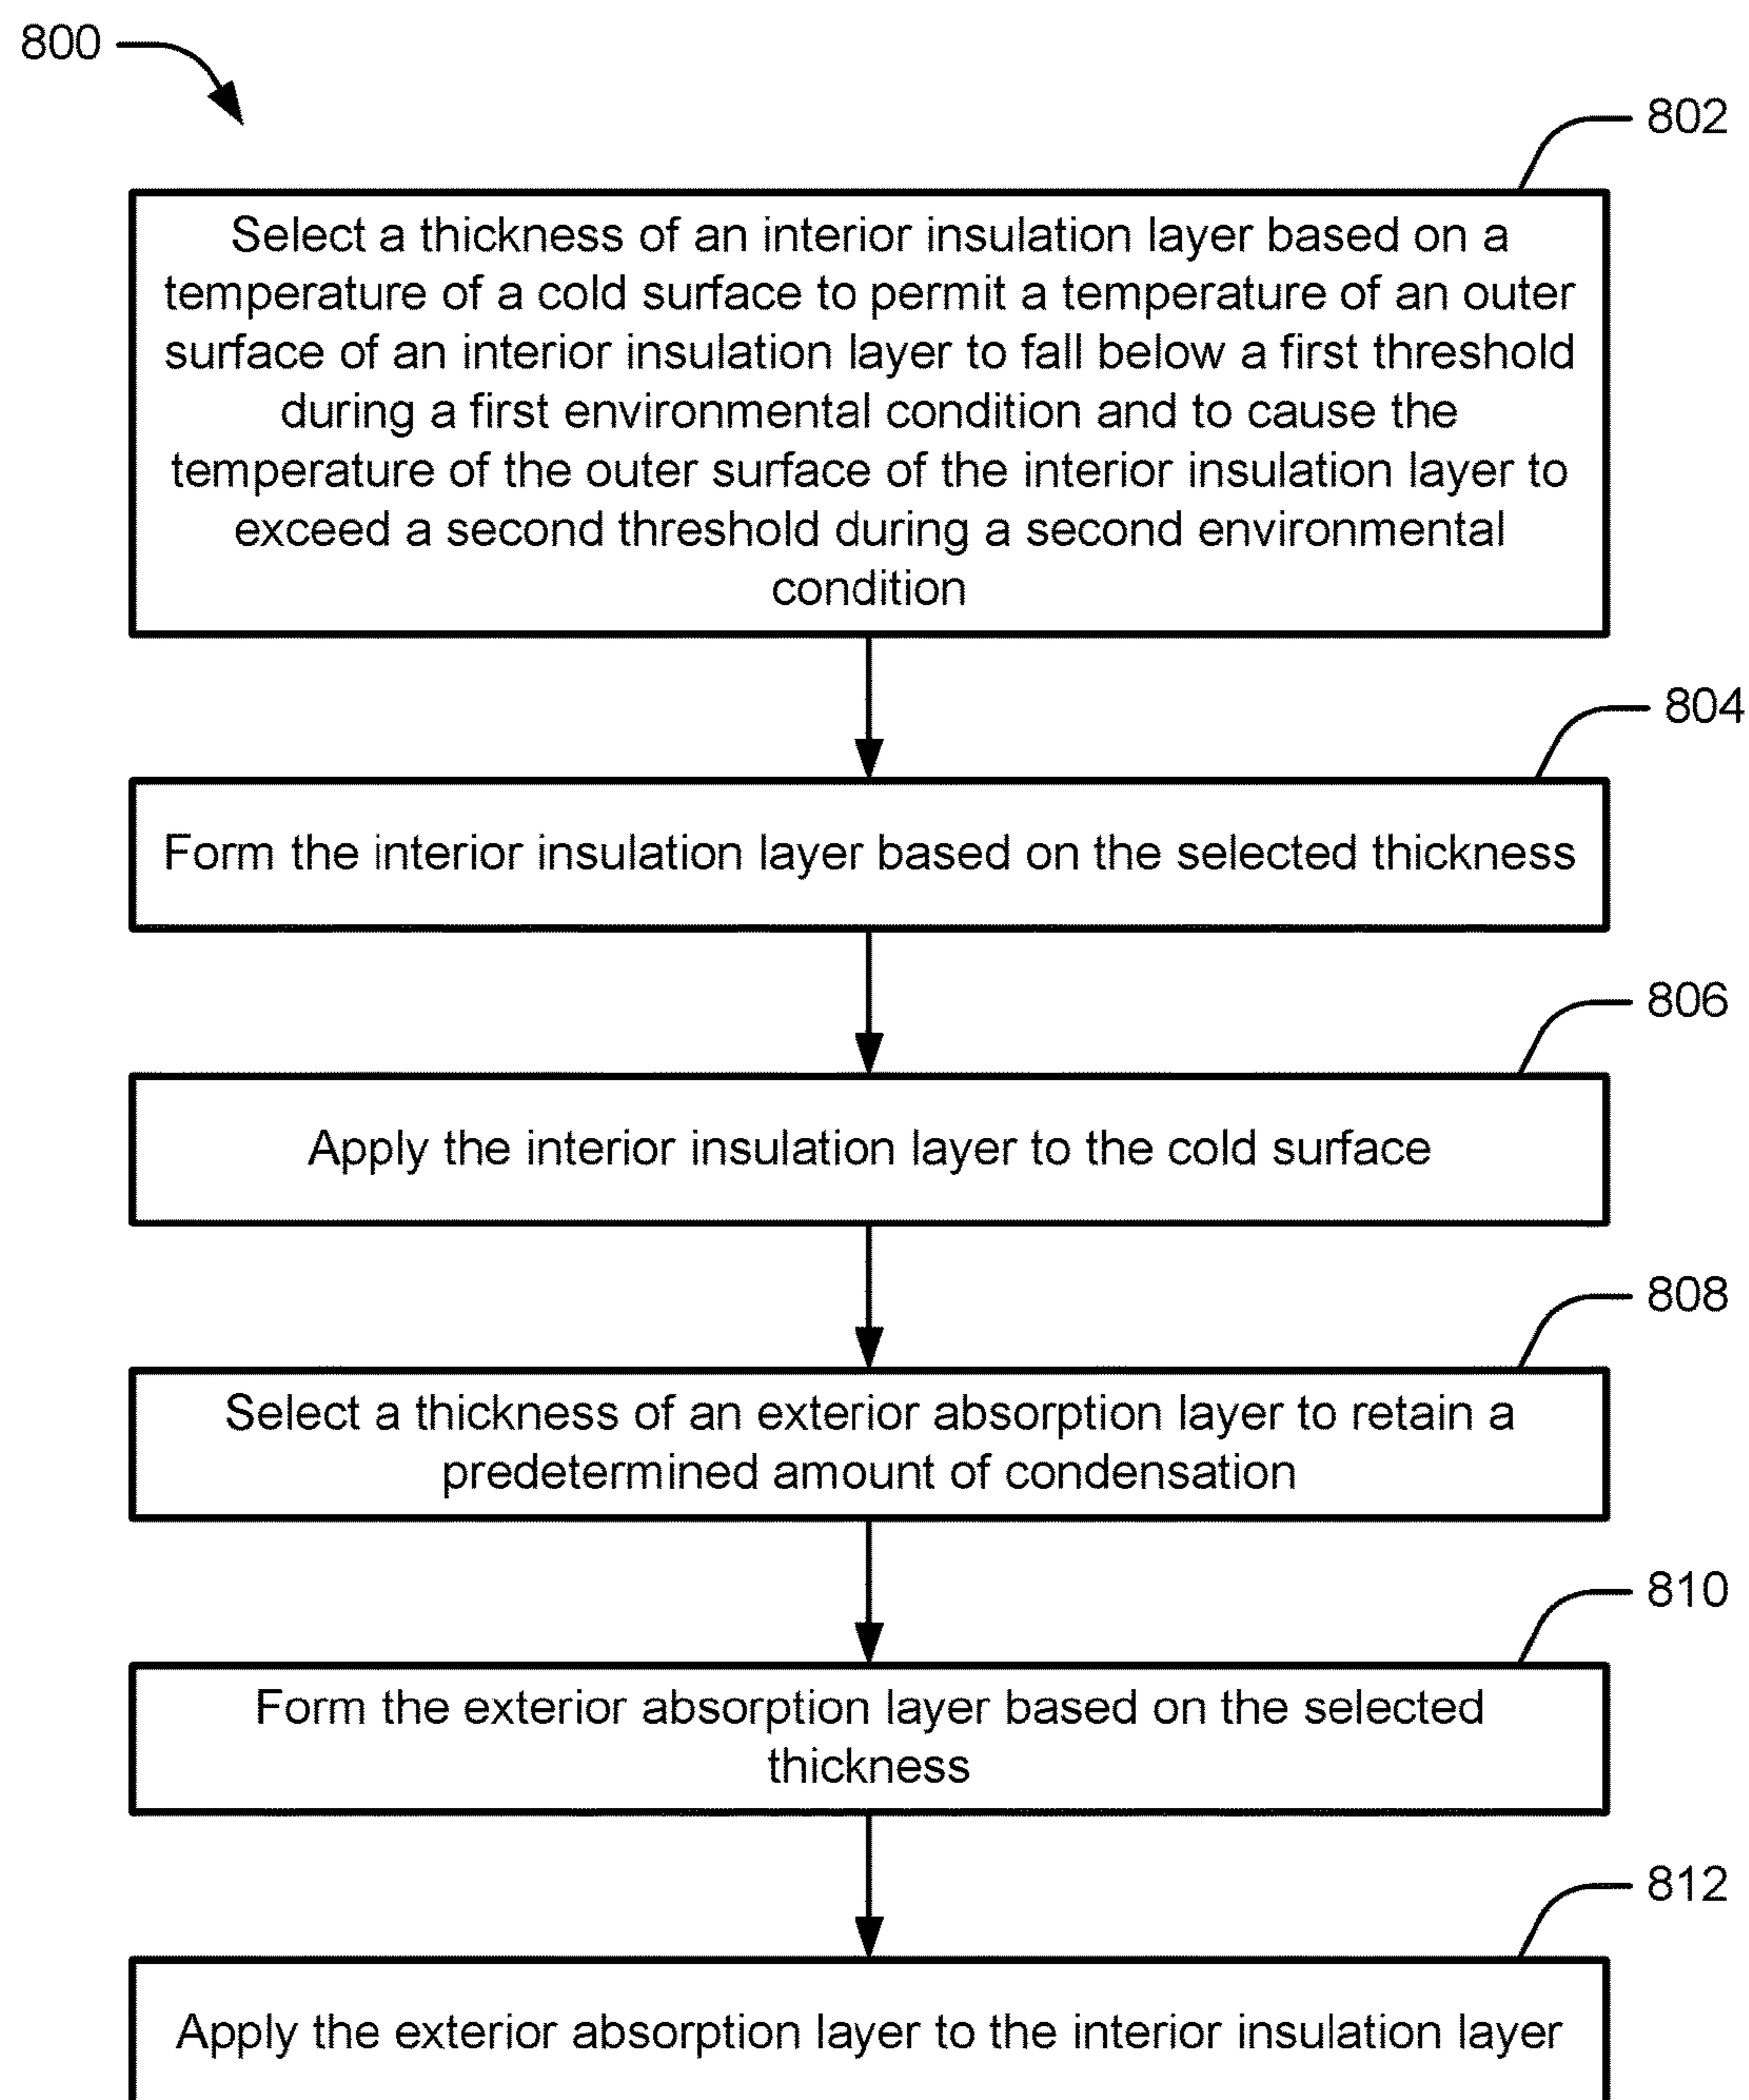 800
802
Select a thickness of an interior insulation layer based on a
temperature of a cold surface to permit a temperature of an outer
surface of an interior insulation layer to fall below a first threshold
during a first environmental condition and to cause the
temperature of the outer surface of the interior insulation layer to
exceed a second threshold during a second environmental
condition
804
Form the interior insulation layer based on the selected thickness
806
Apply the interior insulation layer to the cold surface
808
Select a thickness of an exterior absorption layer to retain a
predetermined amount of condensation
810
Form the exterior absorption layer based on the selected
thickness
812
Apply the exterior absorption layer to the interior insulation layer